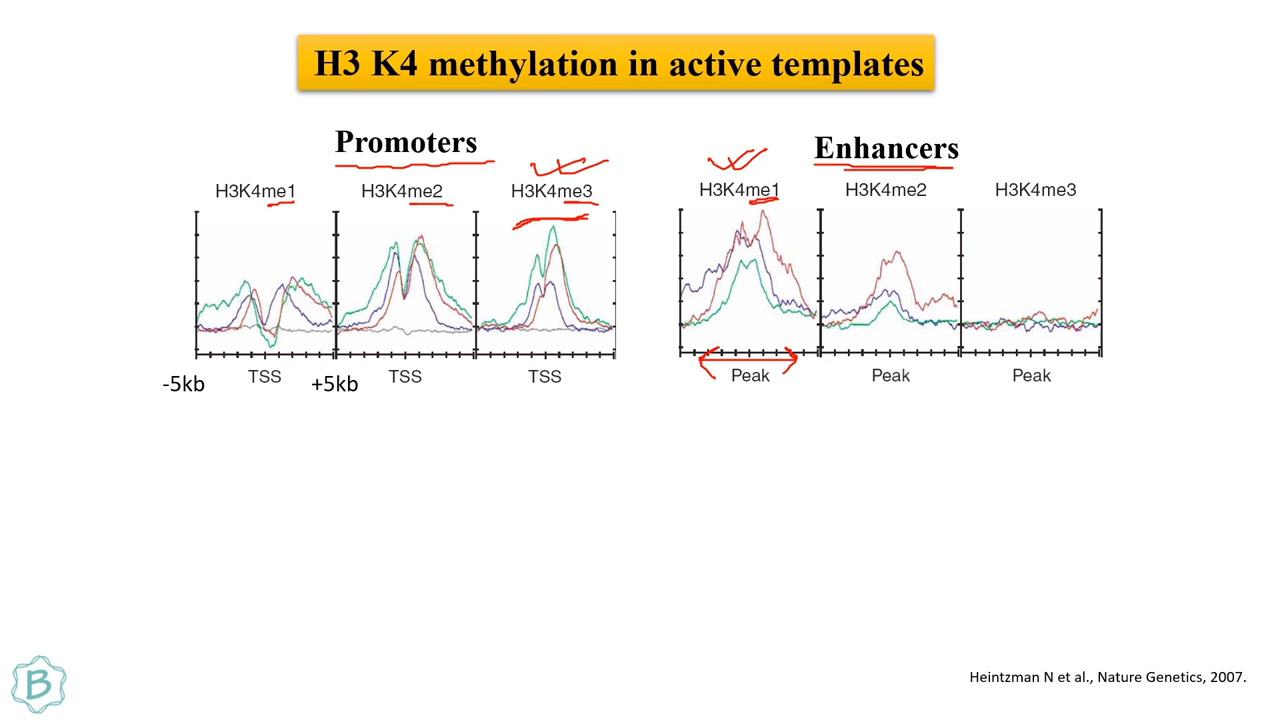 H3 K4 methylation in active templates
Promoters
Enhancers
H3K4me1
H3K4me2
H3K4me3
H3K4me1
H3K4me2
H3K4me3
-5kb
TSS
+5kb
TSS
TSS
Peak
Peak
Peak
B
Heintzman N et al., Nature Genetics, 2007.